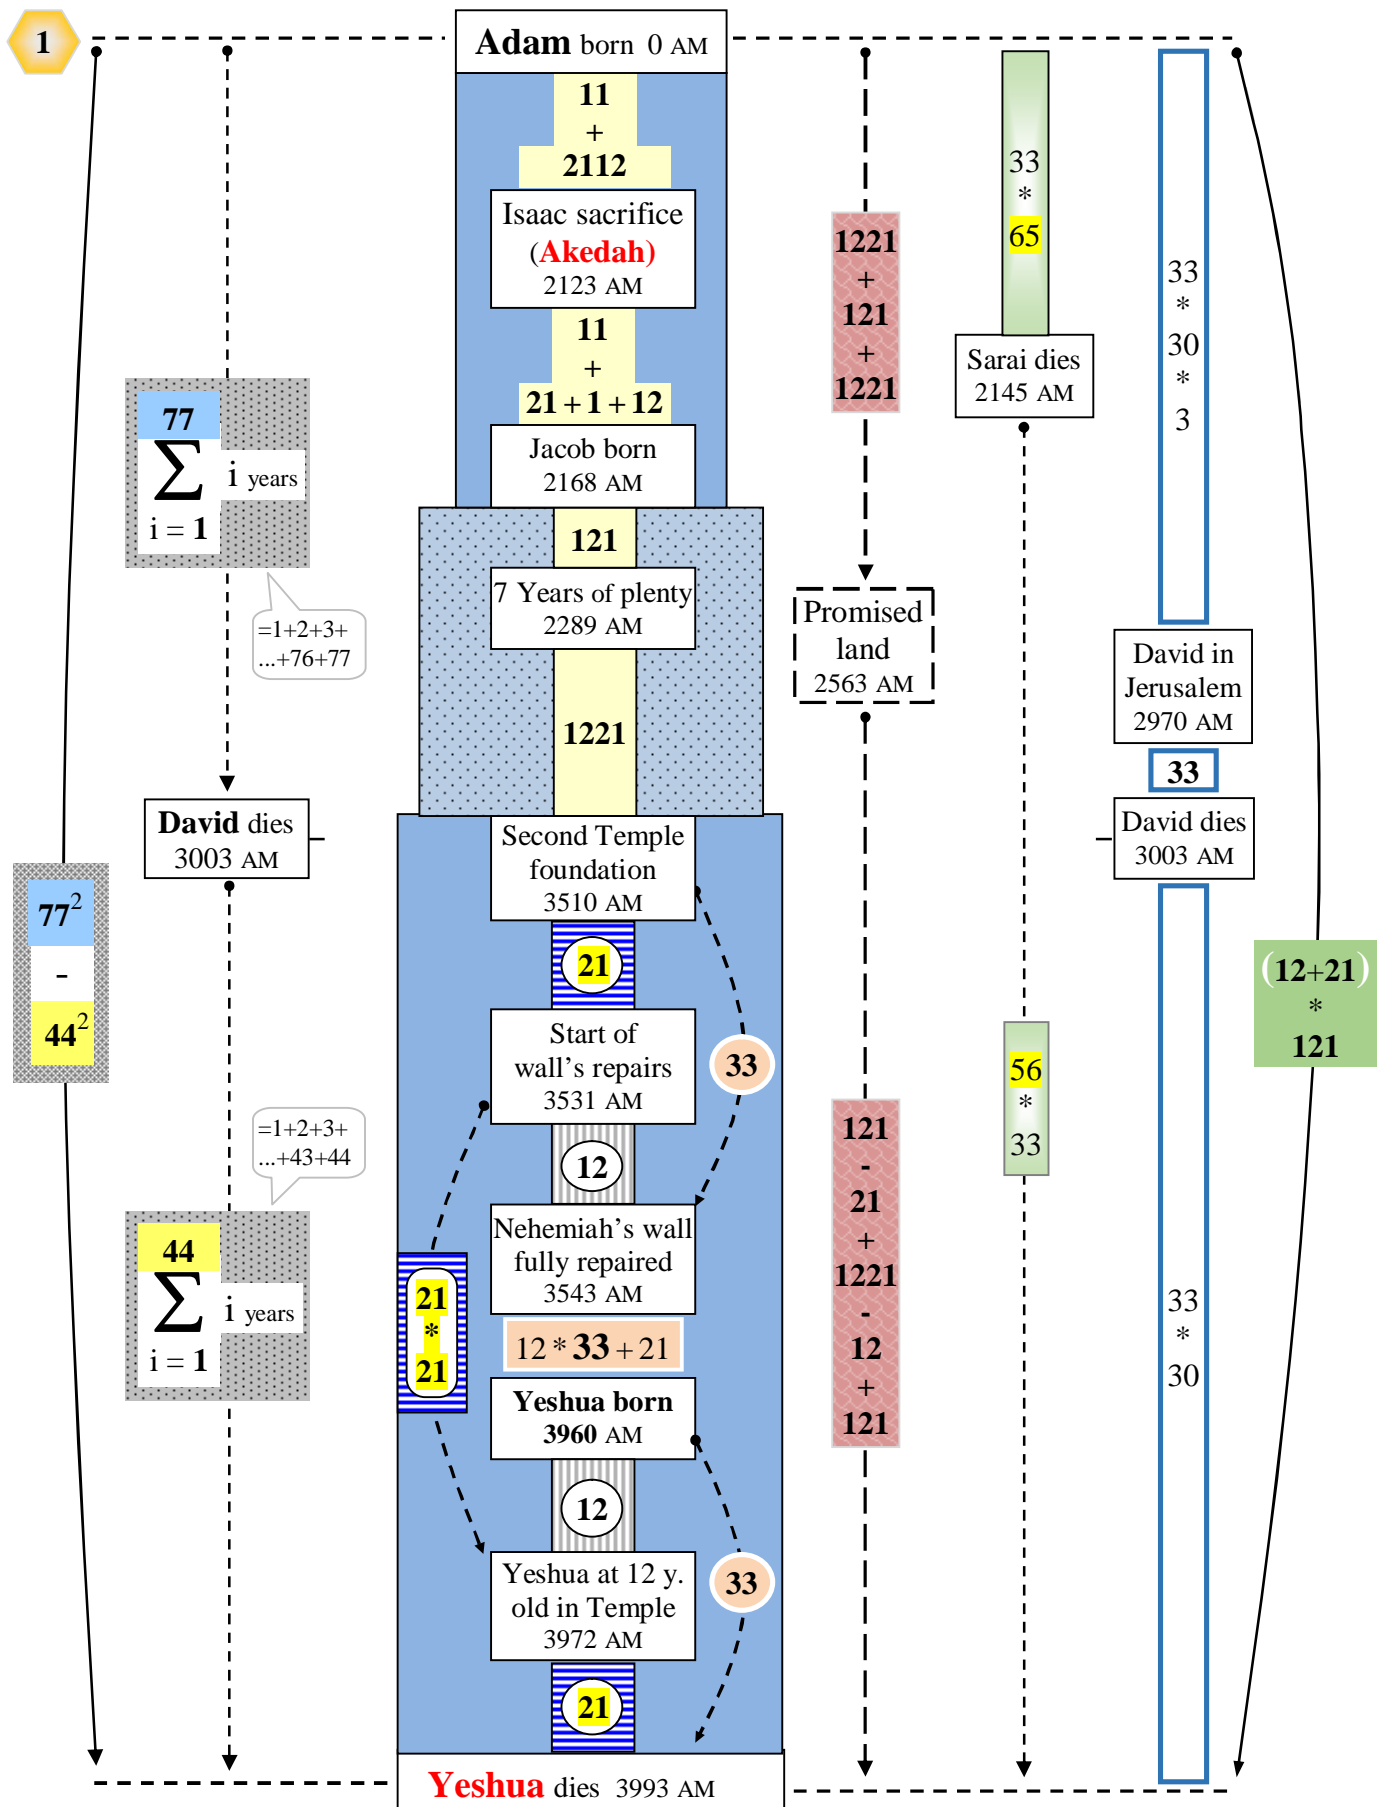 1
Adam born 0 AM
11
+
2112
Isaac sacrifice
(Akedah)
2123 AM
11
+
21 + 1 + 12
Jacob born
2168 AM
121
7 Years of plenty
2289 AM
1221
Second Temple
foundation
3510 AM
21
Start of
wall's repairs
3531 AM
33
12
Nehemiah's wall
fully repaired
3543 AM
21
*
21
12 * 33 + 21
Yeshua born
3960 AM
12
33
Yeshua at 12 y.
old in Temple
3972 AM
21
Yeshua dies 3993 AM
77²
-
44²
77
∑ i years
i = 1
=1+2+3+
...+76+77
David dies
3003 AM
=1+2+3+
...+43+44
44
∑ i years
i = 1
1221
+
121
+
1221
Promised
land
2563 AM
121
-
21
+
1221
-
12
+
121
33
*
65
Sarai dies
2145 AM
56
*
33
33
*
30
*
3
David in
Jerusalem
2970 AM
33
David dies
3003 AM
33
*
30
(12+21)
*
121